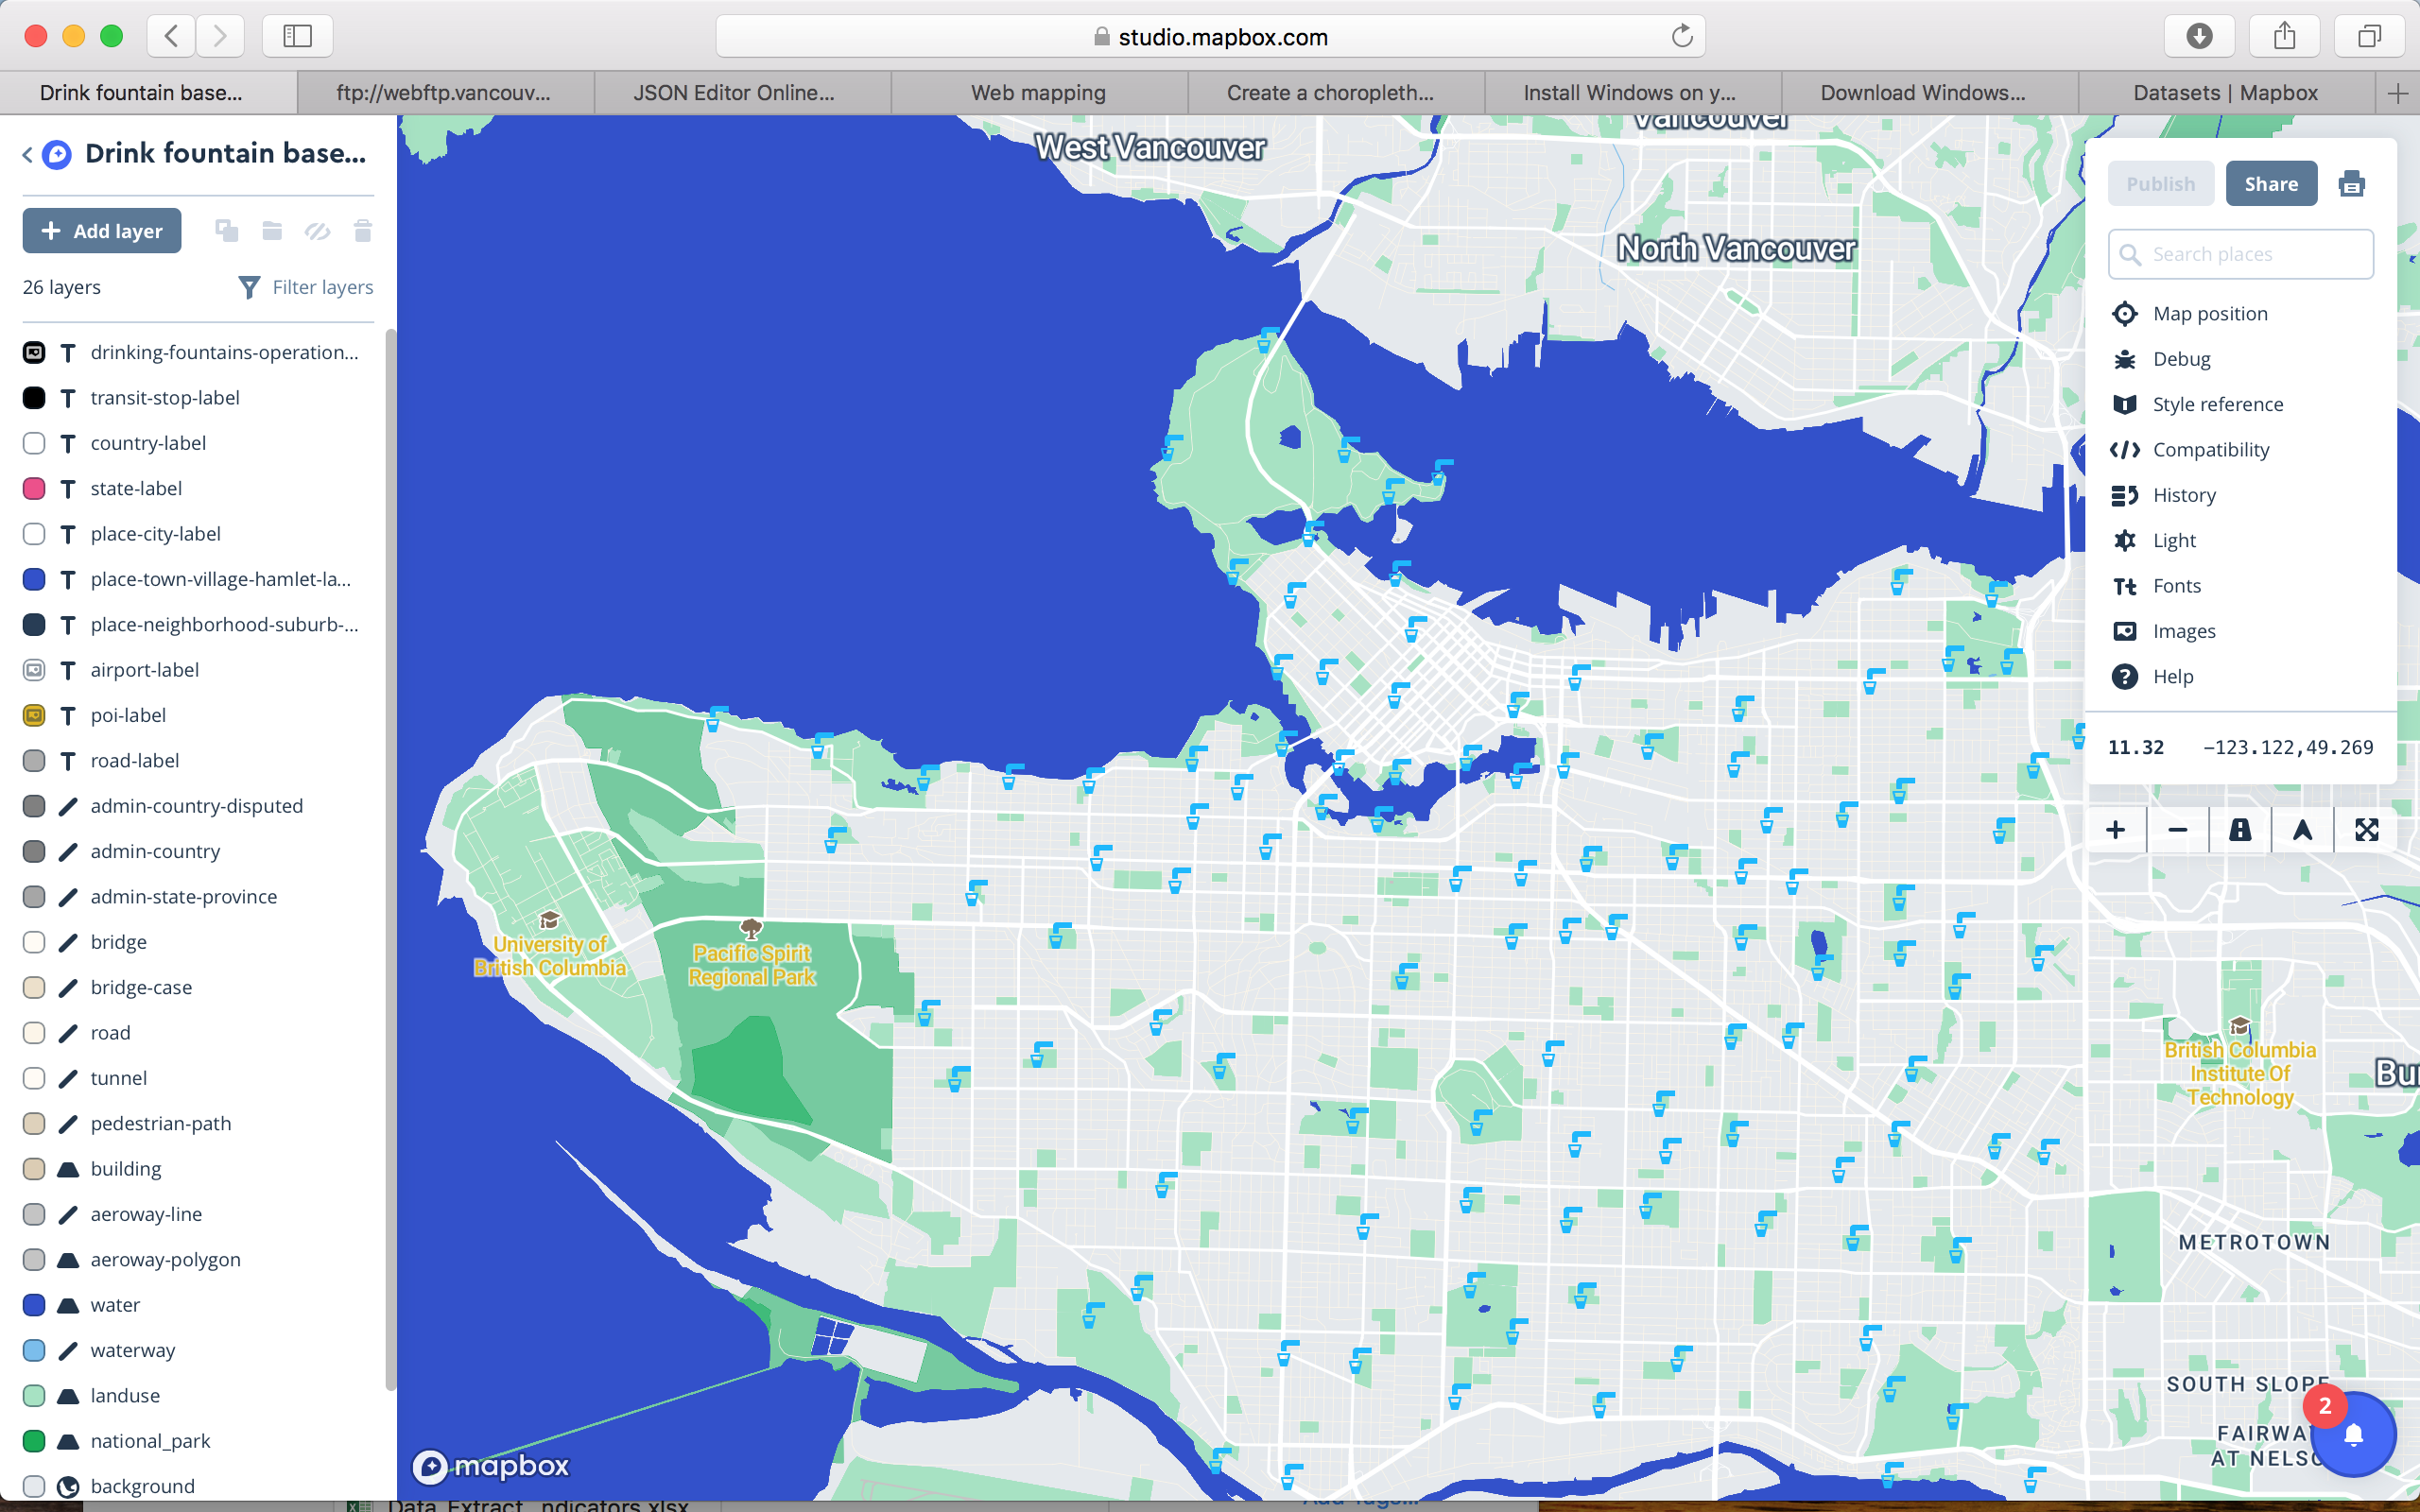 studio.mapbox.com
Drink fountain base...
ftp://webftp.vancouv...
JSON Editor Online...
Web mapping
Create a choropleth...
Install Windows on y...
Download Windows...
Datasets | Mapbox
Drink fountain base...
Add layer
26 layers
Filter layers
drinking-fountains-operation...
transit-stop-label
country-label
state-label
place-city-label
place-town-village-hamlet-la...
place-neighborhood-suburb-...
airport-label
poi-label
road-label
admin-country-disputed
admin-country
admin-state-province
bridge
bridge-case
road
tunnel
pedestrian-path
building
aeroway-line
aeroway-polygon
water
waterway
landuse
national_park
background
West Vancouver
Vancouver
North Vancouver
University of
British Columbia
Pacific Spirit
Regional Park
British Columbia
Institute Of
Technology
Bu
METROTOWN
SOUTH SLOPE
FAIRWA
AT NELSO
mapbox
Publish
Share
Search places
Map position
Debug
Style reference
Compatibility
History
Light
Fonts
Images
Help
11.32
−123.122,49.269
2
Data_Extract_
ndicators.xlsx
Add Tags...